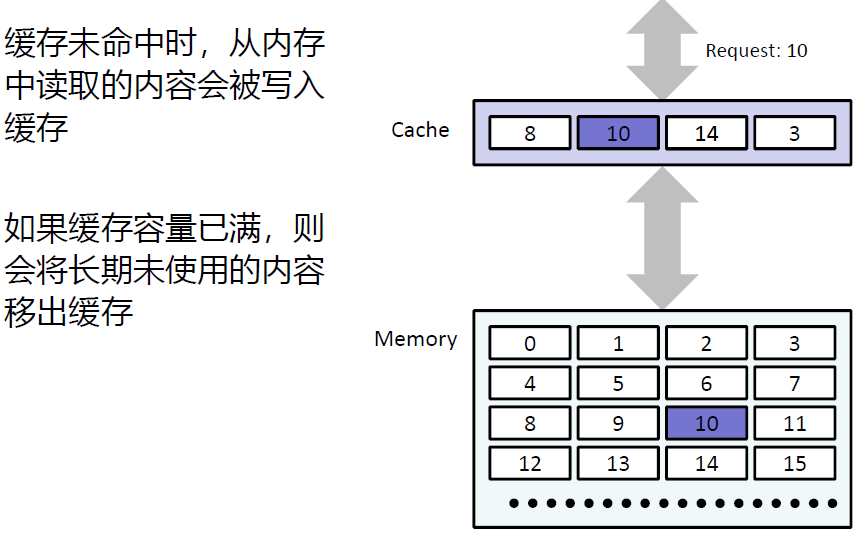 缓存未命中时，从内存
中读取的内容会被写入
缓存
如果缓存容量已满，则
会将长期未使用的内容
移出缓存
Request: 10
Cache
8 10 14 3
Memory
0 1 2 3
4 5 6 7
8 9 10 11
12 13 14 15